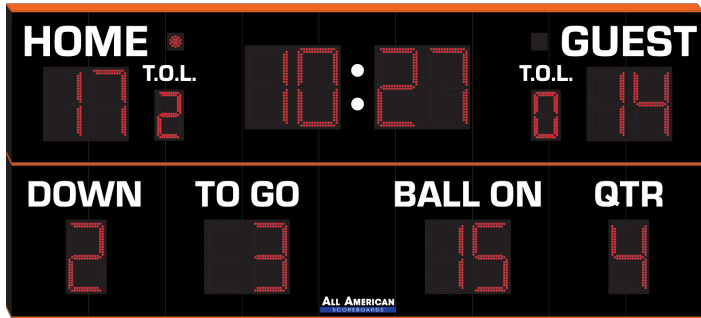 HOME GUEST
T.O.L. 10:27 T.O.L.
17 2 0 14
DOWN TO GO BALL ON QTR
2 3 15 4
ALL AMERICAN
SCOREBOARDS